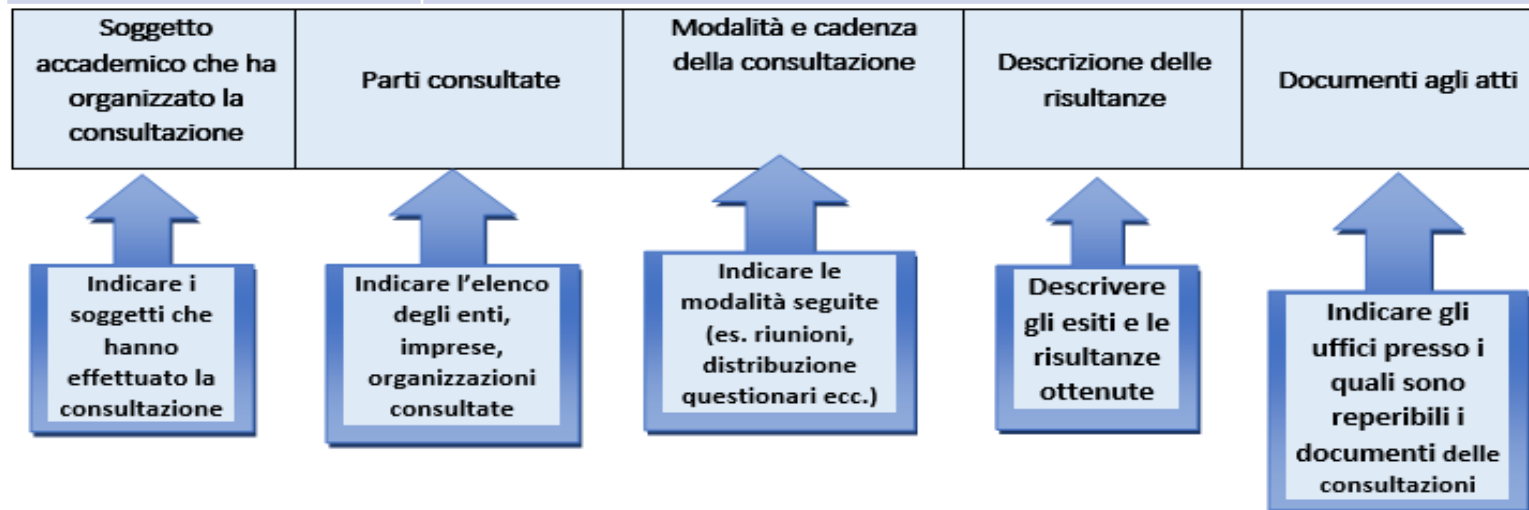 Soggetto
accademico che ha
organizzato la
consultazione
Parti consultate
Modalità e cadenza
della consultazione
Descrizione delle
risultanze
Documenti agli atti
Indicare i
soggetti che
hanno
effettuato la
consultazione
Indicare l'elenco
degli enti,
imprese,
organizzazioni
consultate
Indicare le
modalità seguite
(es. riunioni,
distribuzione
questionari ecc.)
Descrivere
gli esiti e le
risultanze
ottenute
Indicare gli
uffici presso i
quali sono
reperibili i
documenti delle
consultazioni